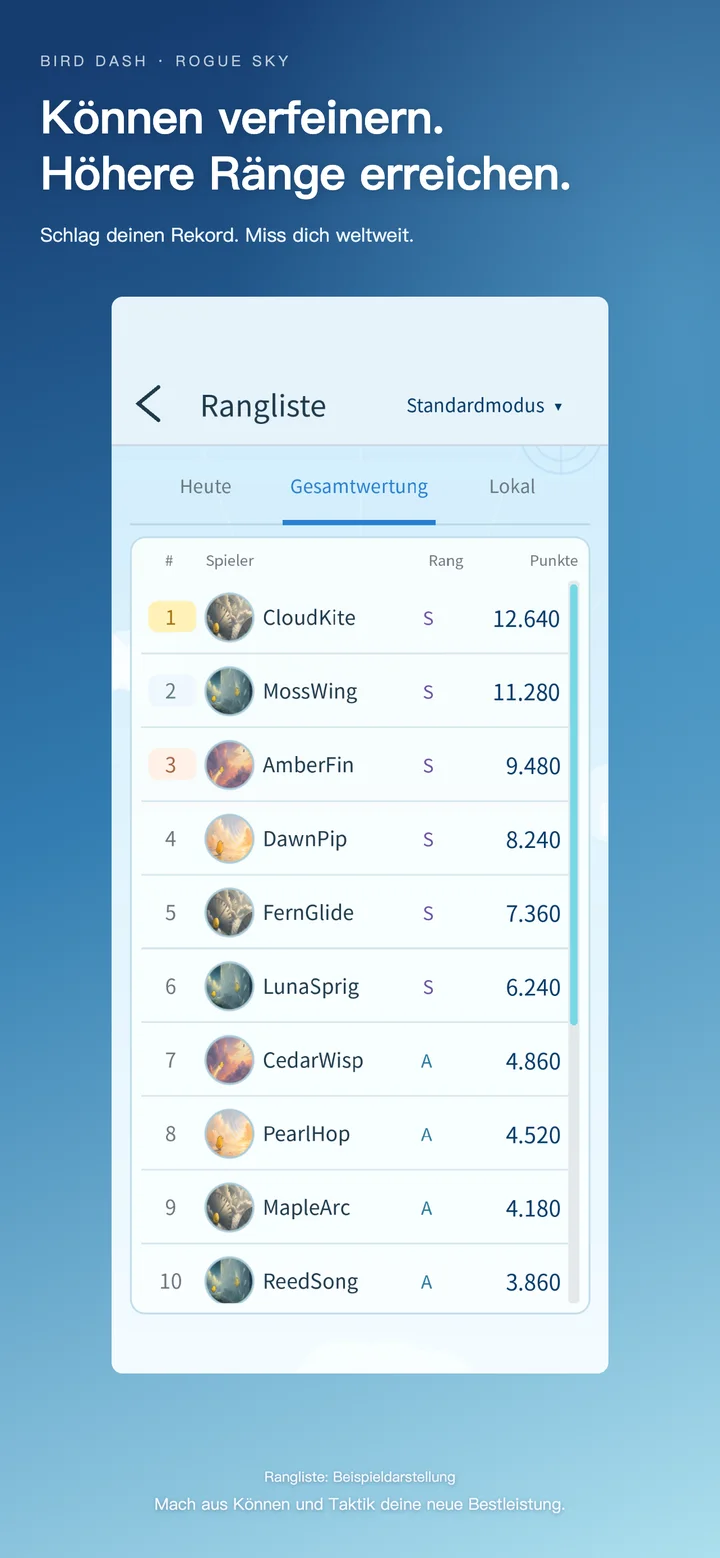 BIRD DASH · ROGUE SKY
Können verfeinern.
Höhere Ränge erreichen.
Schlag deinen Rekord. Miss dich weltweit.
Rangliste
Standardmodus ▼
Heute Gesamtwertung Lokal
# Spieler Rang Punkte
1 CloudKite S 12.640
2 MossWing S 11.280
3 AmberFin S 9.480
4 DawnPip S 8.240
5 FernGlide S 7.360
6 LunaSprig S 6.240
7 CedarWisp A 4.860
8 PearlHop A 4.520
9 MapleArc A 4.180
10 ReedSong A 3.860
Rangliste: Beispieldarstellung
Mach aus Können und Taktik deine neue Bestleistung.